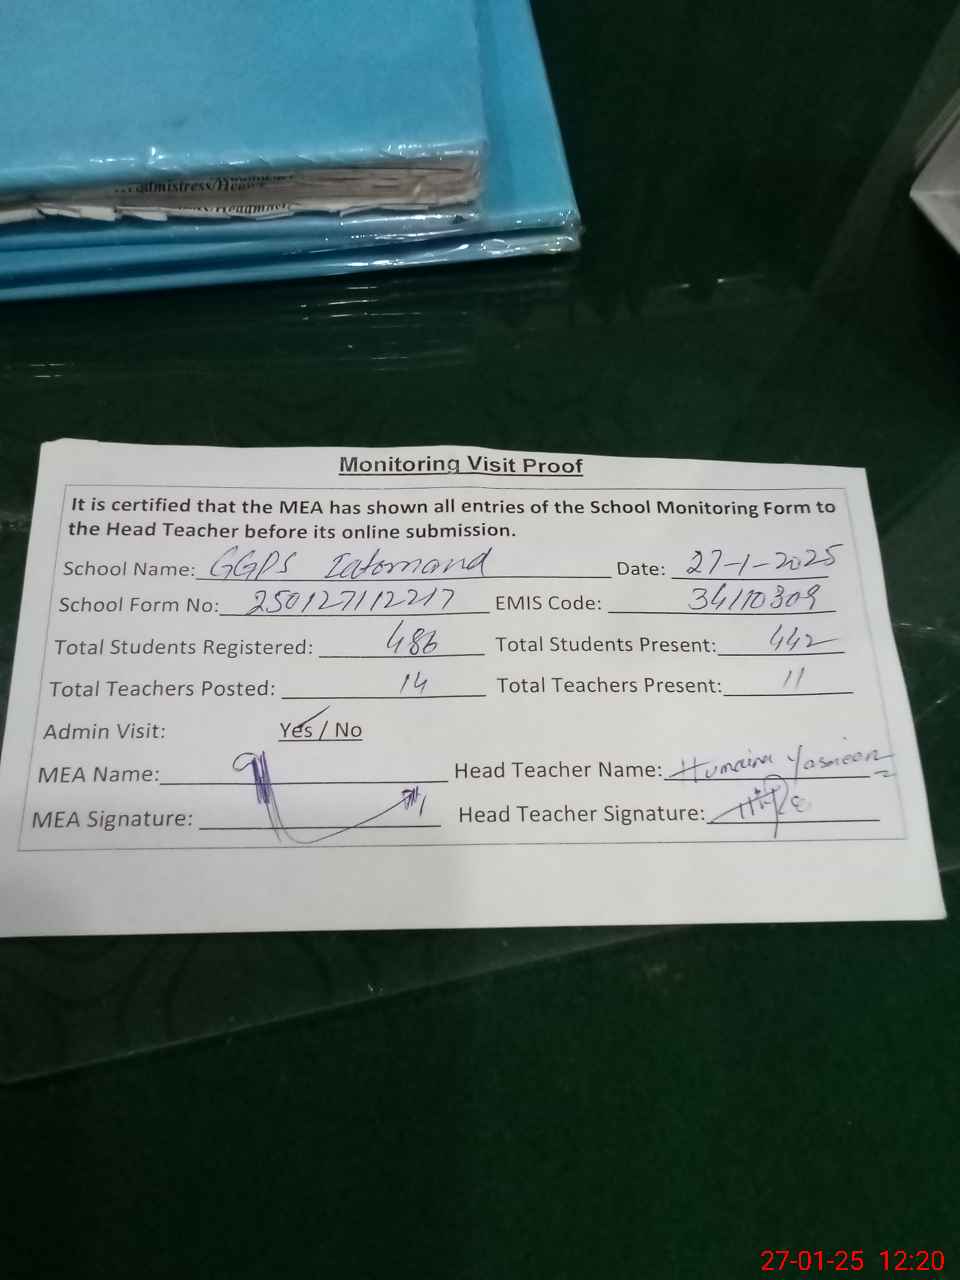 admistress/Head
Monitoring Visit Proof
It is certified that the MEA has shown all entries of the School Monitoring Form to
the Head Teacher before its online submission.
School Name: GGPS Date: 27-1-2025
School Form No: 250127112217 EMIS Code: 34110309
Total Students Registered: 486 Total Students Present: 442
Total Teachers Posted: 14 Total Teachers Present: 11
Admin Visit: Yes / No
MEA Name: Head Teacher Name: Humaira Yasmeen
MEA Signature: Head Teacher Signature:
27-01-25 12:20